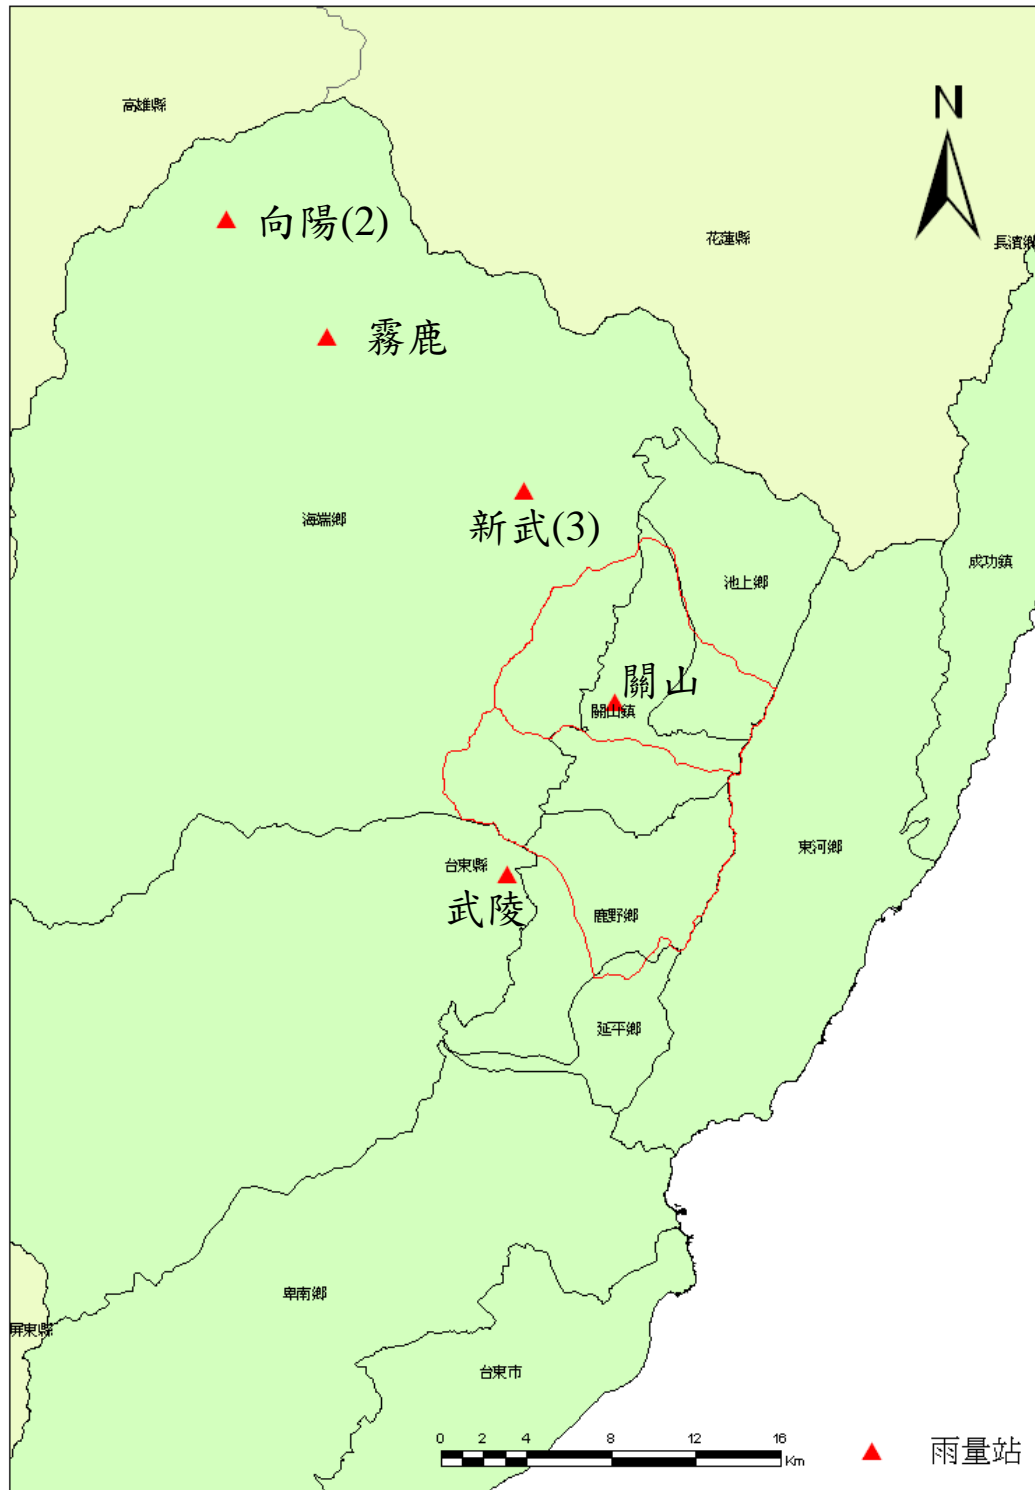 高雄縣
N
向陽(2)
花蓮縣
長濱鄉
霧鹿
新武(3)
海端鄉
成功鎮
池上鄉
關山
關山鎮
東河鄉
台東縣
武陵
鹿野鄉
延平鄉
卑南鄉
屏東縣
台東市
0 2 4 8 12 16
Km
雨量站